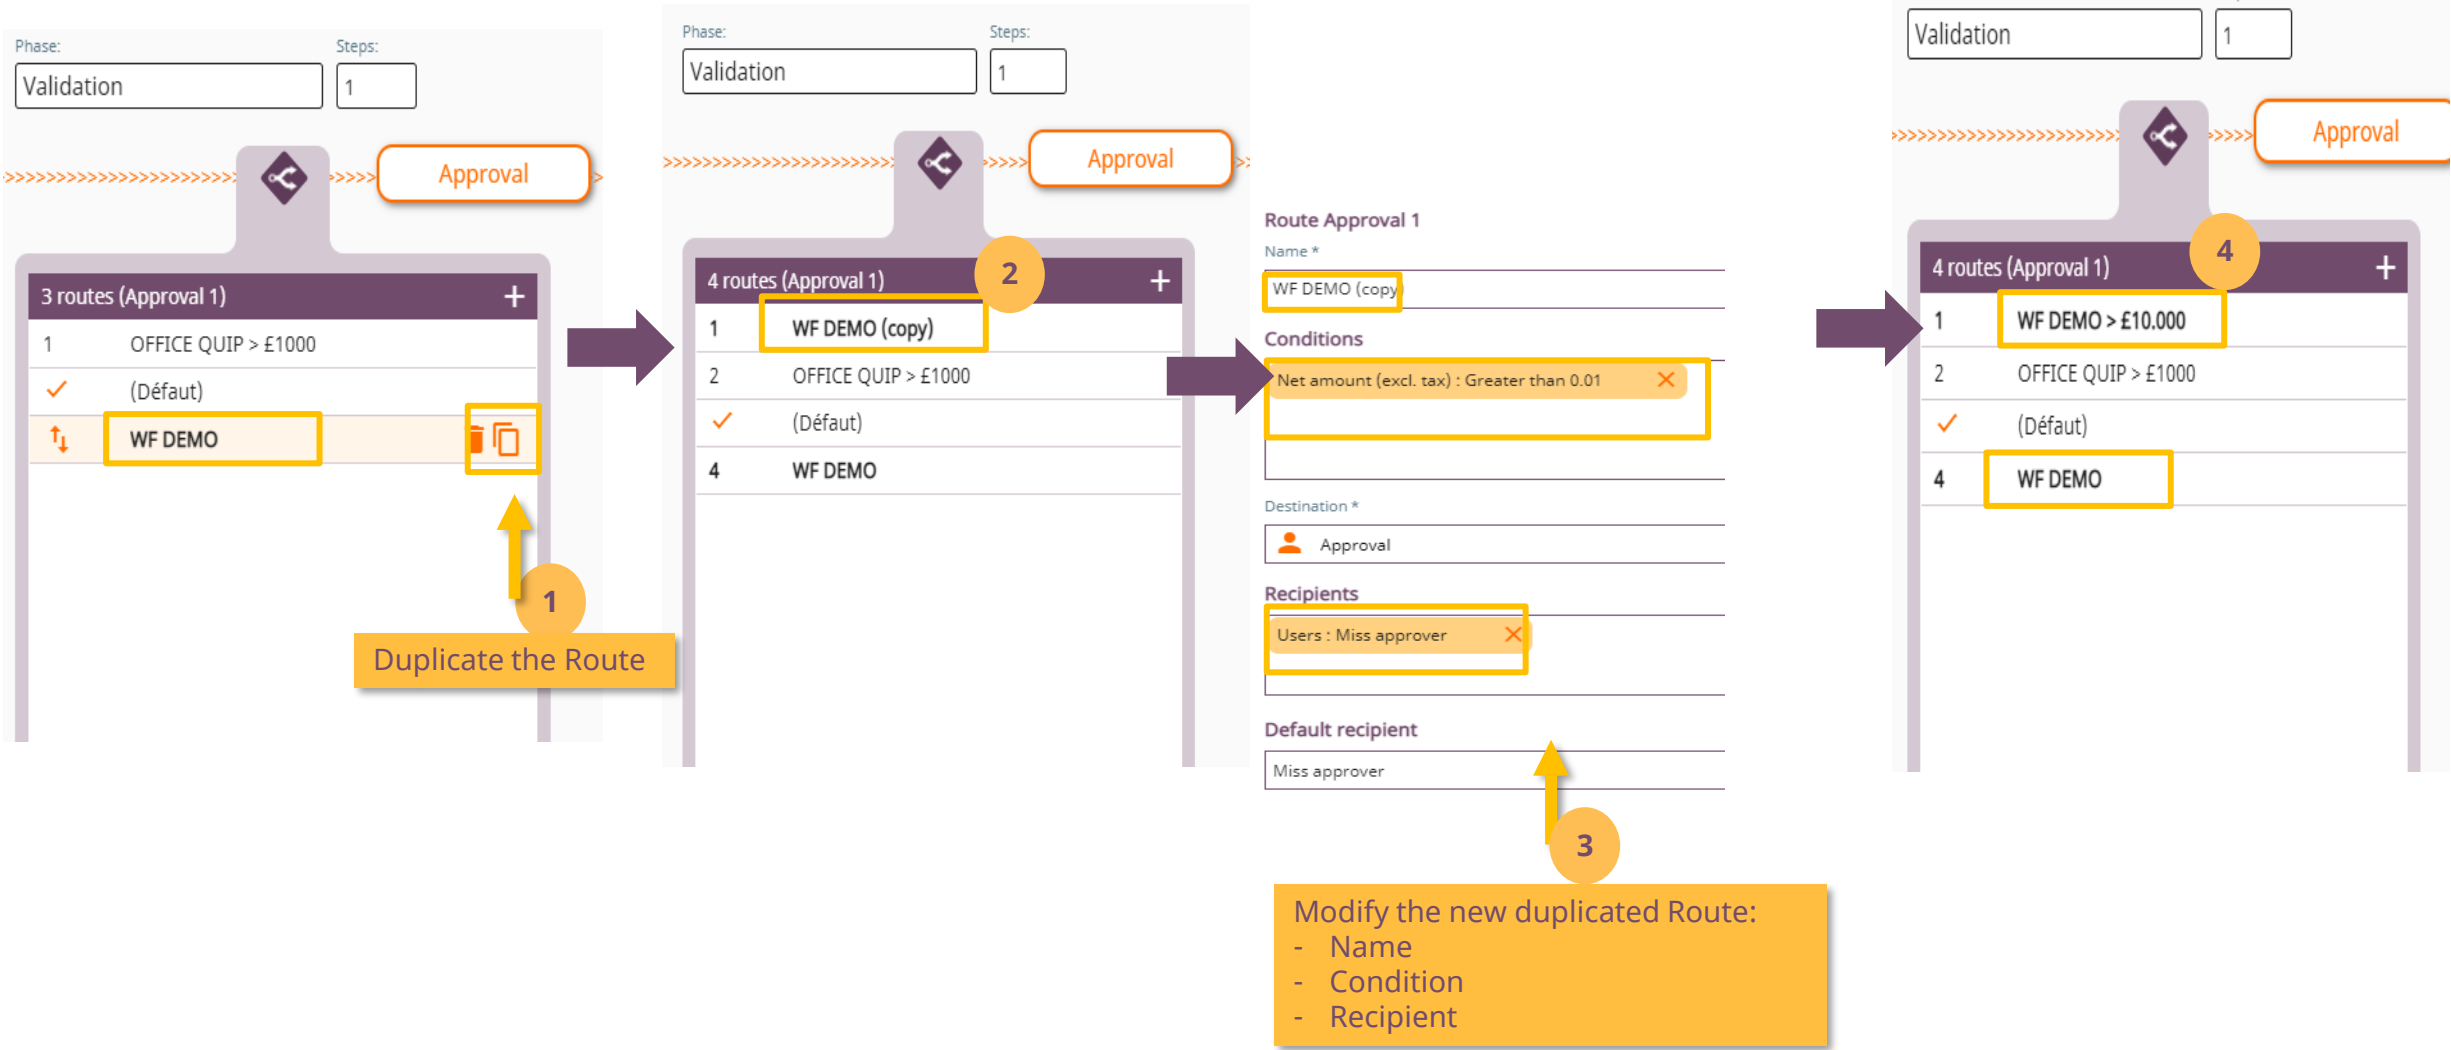 Phase:
Steps:
Validation
1
Approval
3 routes (Approval 1)
+
1 OFFICE QUIP > £1000
(Défaut)
WF DEMO
1
Duplicate the Route
Phase:
Steps:
Validation
1
Approval
2
4 routes (Approval 1)
+
1 WF DEMO (copy)
2 OFFICE QUIP > £1000
(Défaut)
4 WF DEMO
Route Approval 1
Name *
WF DEMO (copy)
Conditions
Net amount (excl. tax) : Greater than 0.01
Destination *
Approval
Recipients
Users : Miss approver
Default recipient
Miss approver
3
Modify the new duplicated Route:
- Name
- Condition
- Recipient
Validation
1
Approval
4
4 routes (Approval 1)
+
1 WF DEMO > £10.000
2 OFFICE QUIP > £1000
(Défaut)
4 WF DEMO